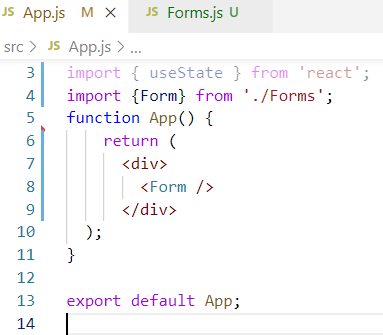 JS App.js M X JS Forms.js U
src > JS App.js > ...
3 import { useState } from 'react';
4 import {Form} from './Forms';
5 function App() {
6 return (
7 <div>
8 <Form />
9 </div>
10 );
11 }
12
13 export default App;
14